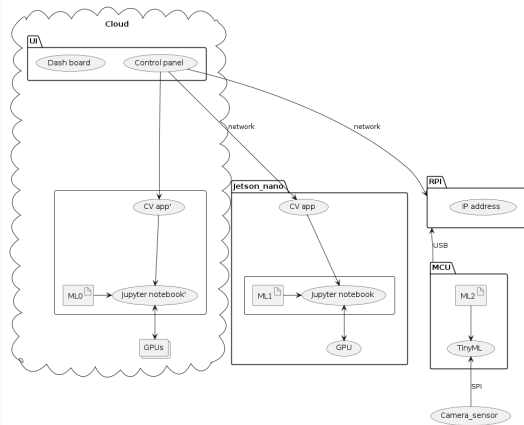 Cloud
UI
Dash board
Control panel
network
network
Jetson_nano
RPI
CV app'
CV app
IP address
USB
MCU
ML0
Jupyter notebook'
ML1
Jupyter notebook
ML2
GPUs
GPU
TinyML
SPI
Camera_sensor